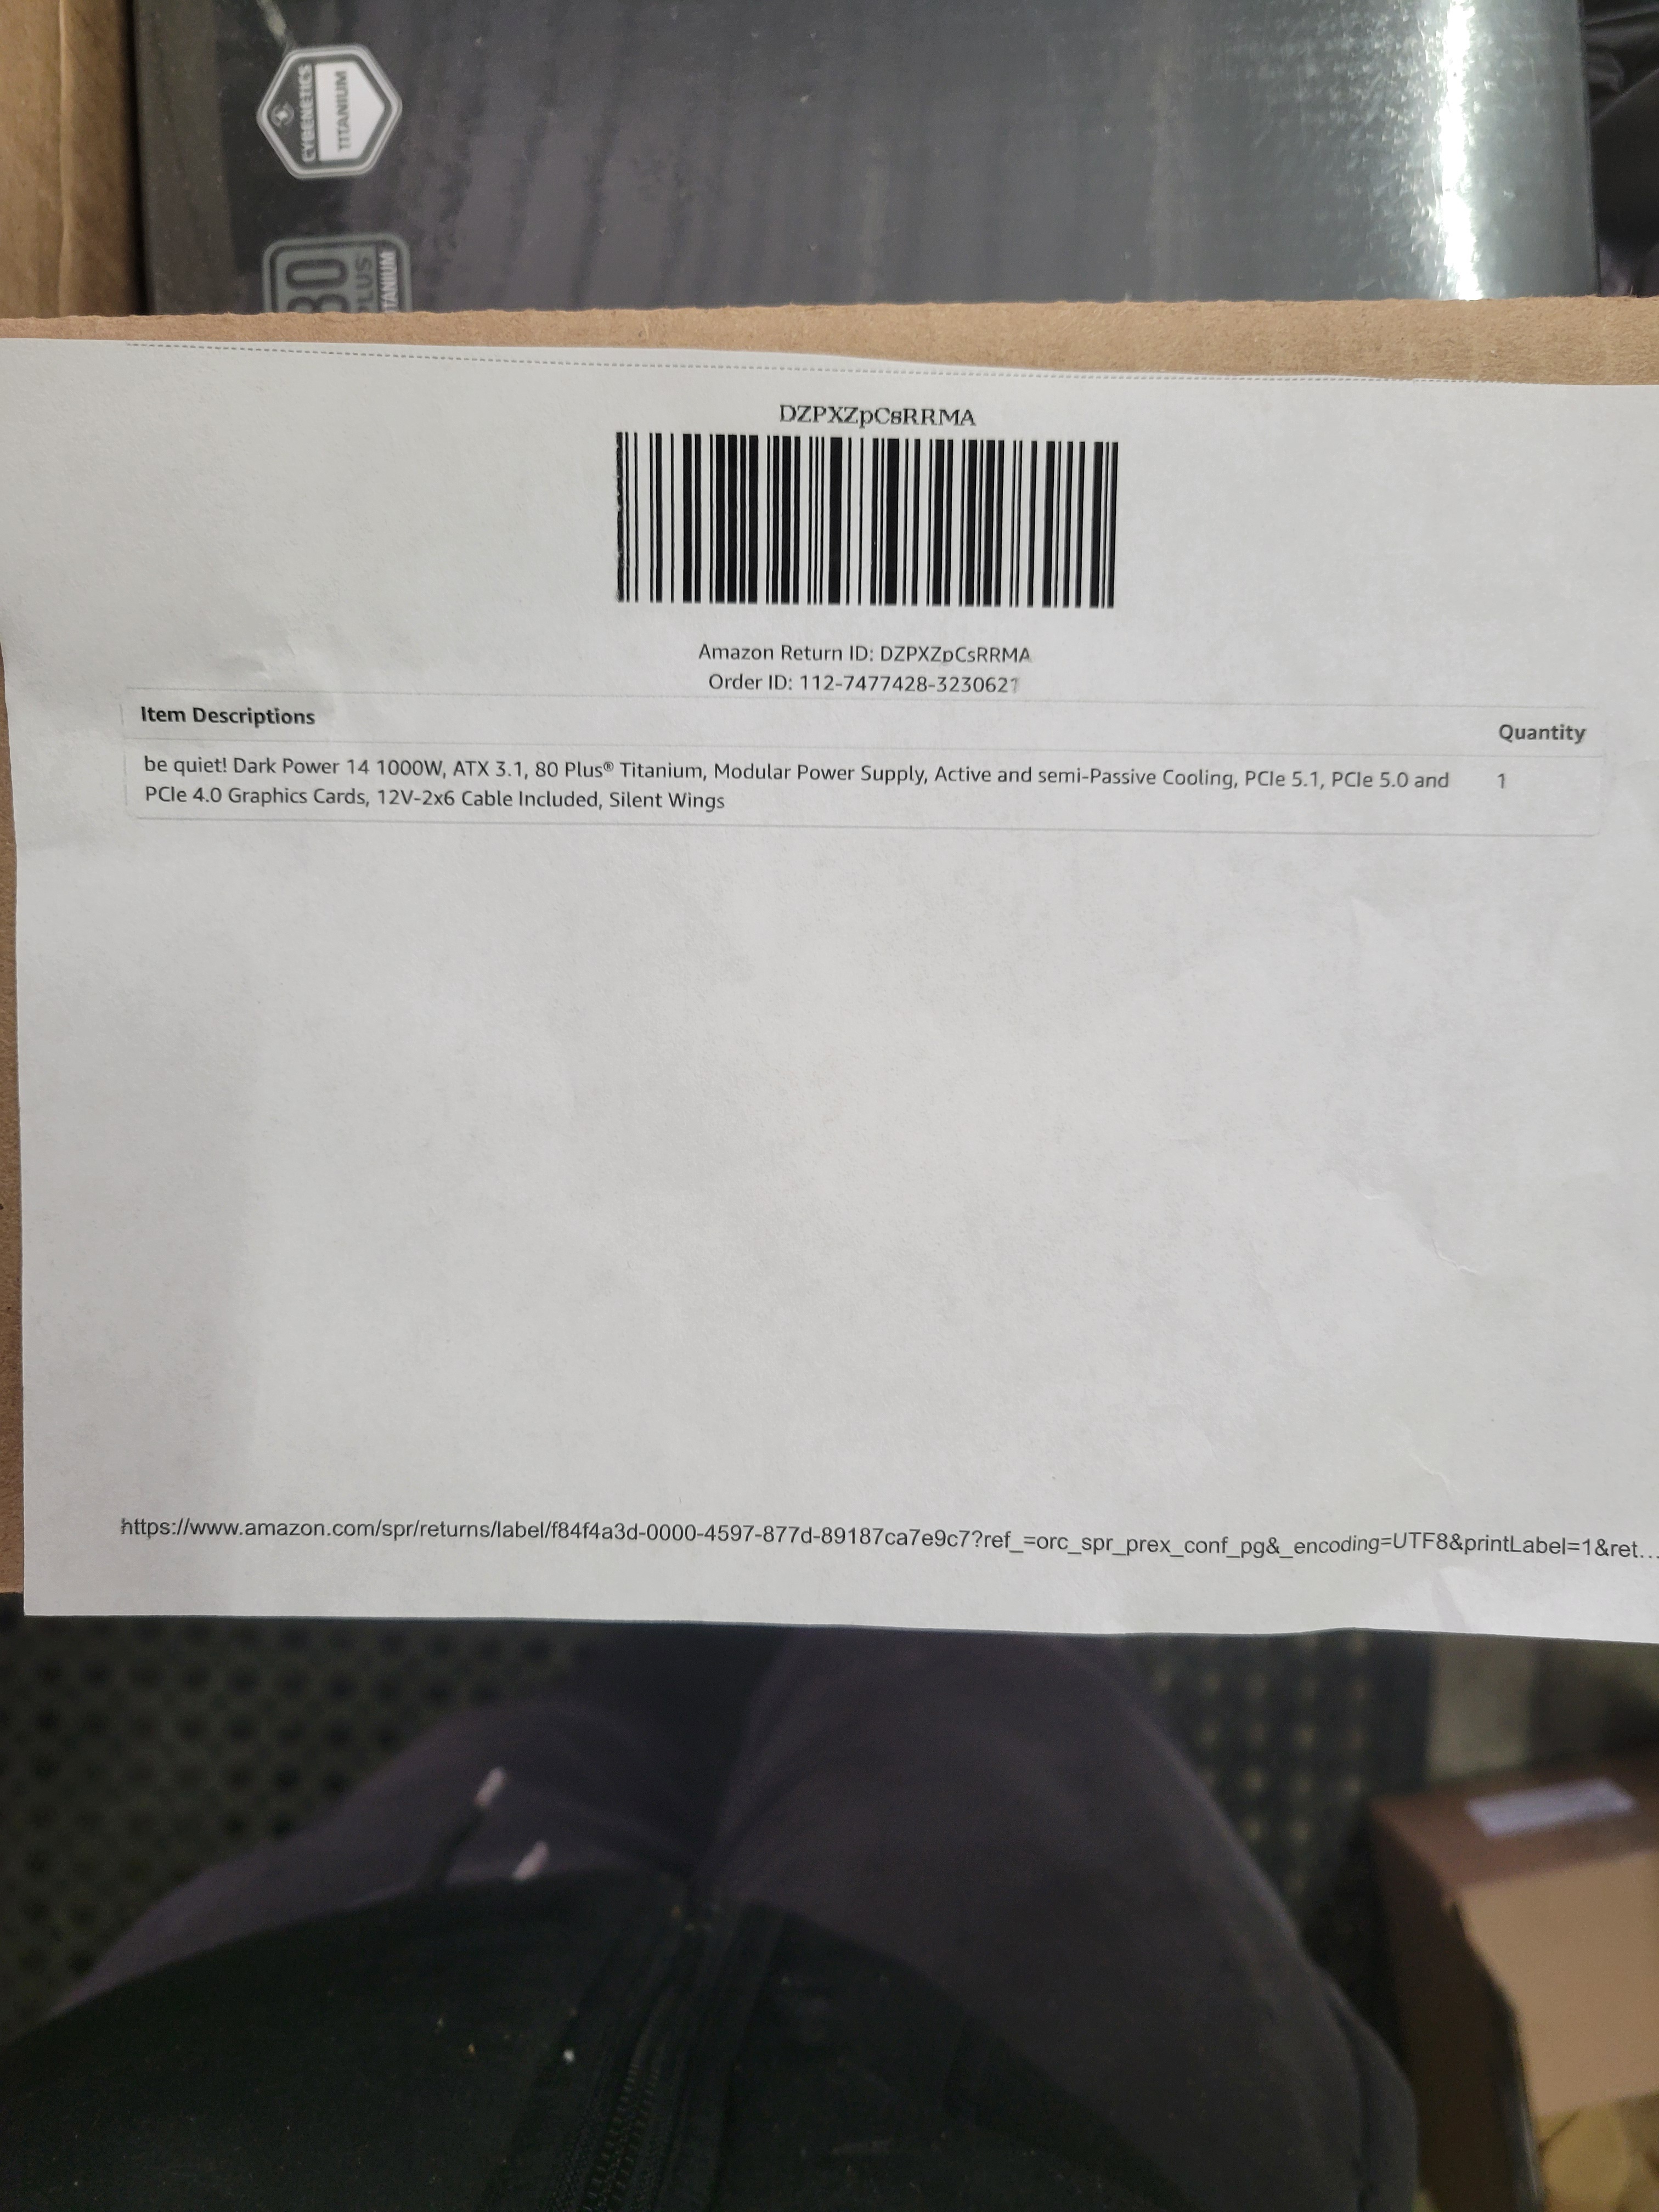 CYBENETICS
TITANIUM
80
PLUS
TITANIUM
DZPXZpCsRRMA
Amazon Return ID: DZPXZpCsRRMA
Order ID: 112-7477428-3230621
Item Descriptions
Quantity
be quiet! Dark Power 14 1000W, ATX 3.1, 80 Plus® Titanium, Modular Power Supply, Active and semi-Passive Cooling, PCIe 5.1, PCIe 5.0 and
1
PCIe 4.0 Graphics Cards, 12V-2x6 Cable Included, Silent Wings
https://www.amazon.com/spr/returns/label/f84f4a3d-0000-4597-877d-89187ca7e9c7?ref_=orc_spr_prex_conf_pg&_encoding=UTF8&printLabel=1&ret...